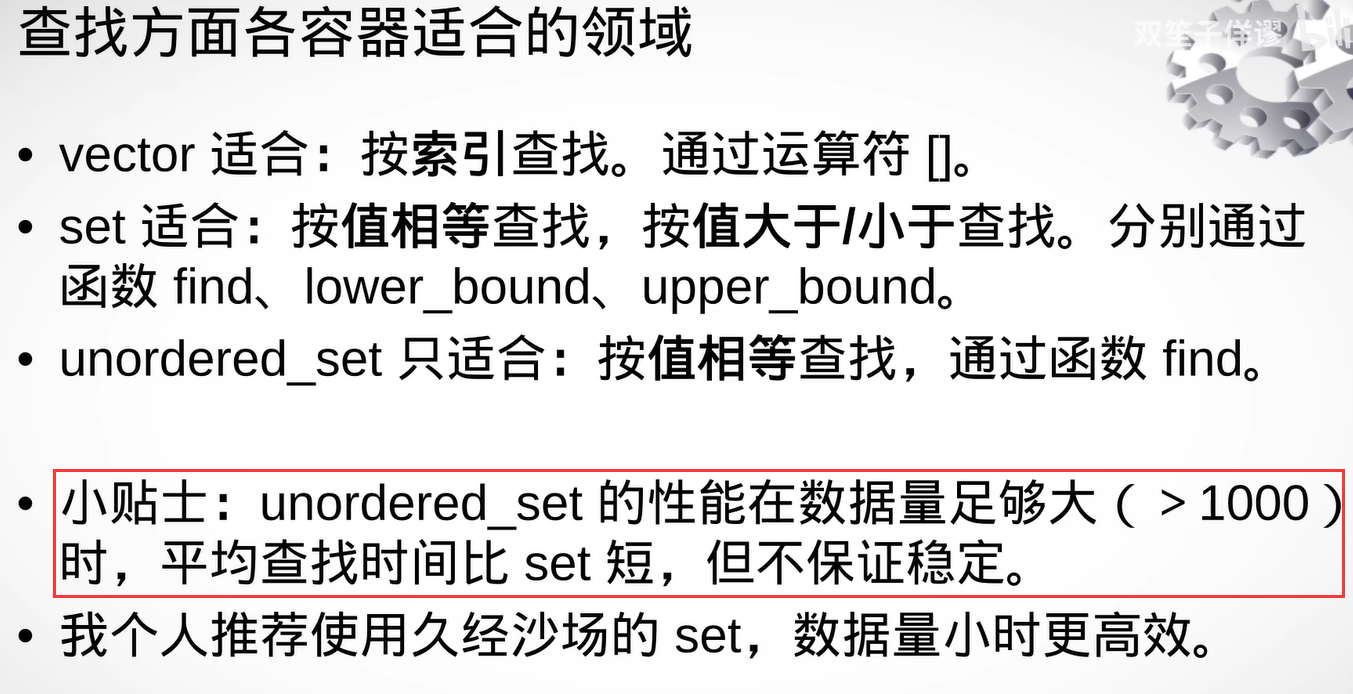 查找方面各容器适合的领域
双笙子佯谬
• vector 适合：按索引查找。通过运算符 []。
• set 适合：按值相等查找，按值大于/小于查找。分别通过
函数 find、lower_bound、upper_bound。
• unordered_set 只适合：按值相等查找，通过函数 find。
• 小贴士：unordered_set 的性能在数据量足够大（ > 1000 ）
时，平均查找时间比 set 短，但不保证稳定。
• 我个人推荐使用久经沙场的 set，数据量小时更高效。